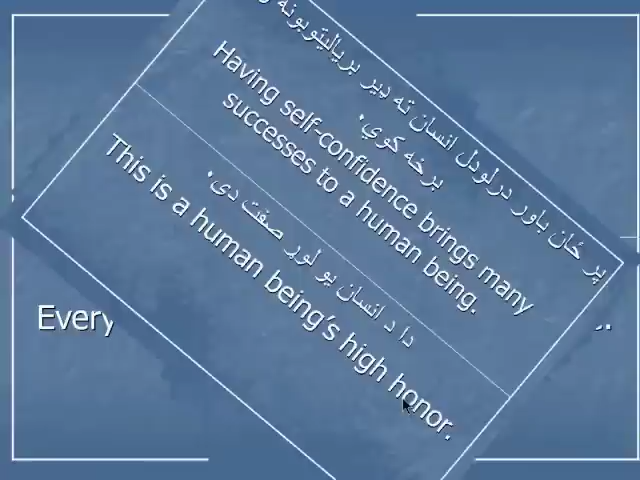 پر ځان باور درلودل انسان ته ډېر بریالیتوبونه
برخه کوي.
Having self-confidence brings many
successes to a human being.
دا د انسان یو لوړ صفت دی.
This is a human being's high honor.
Every